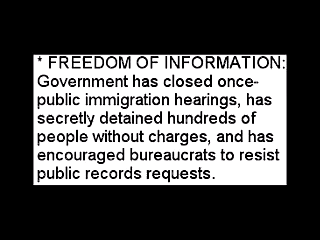 * FREEDOM OF INFORMATION:
Government has closed once-
public immigration hearings, has
secretly detained hundreds of
people without charges, and has
encouraged bureaucrats to resist
public records requests.